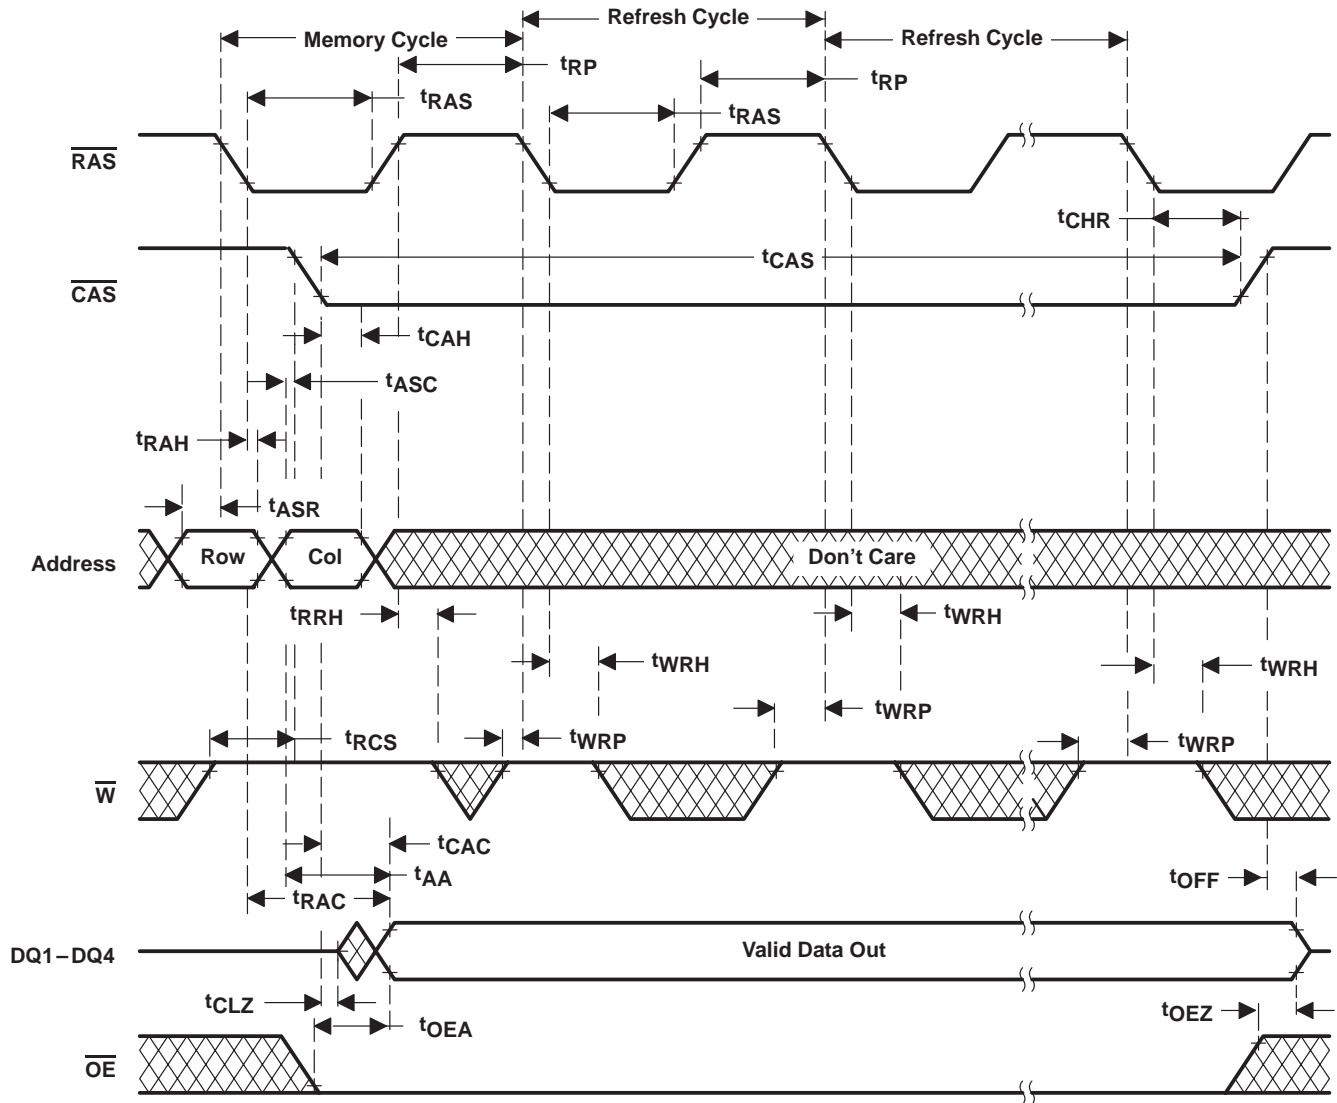 Refresh Cycle
Memory Cycle
Refresh Cycle
tRP
tRP
tRAS
tRAS
RAS
tCHR
tCAS
CAS
tCAH
tASC
tRAH
tASR
Address
Row
Col
Don't Care
tRRH
tWRH
tWRH
tWRH
tWRP
tRCS
tWRP
tWRP
W
tCAC
tAA
tOFF
tRAC
DQ1–DQ4
Valid Data Out
tCLZ
tOEA
tOEZ
OE